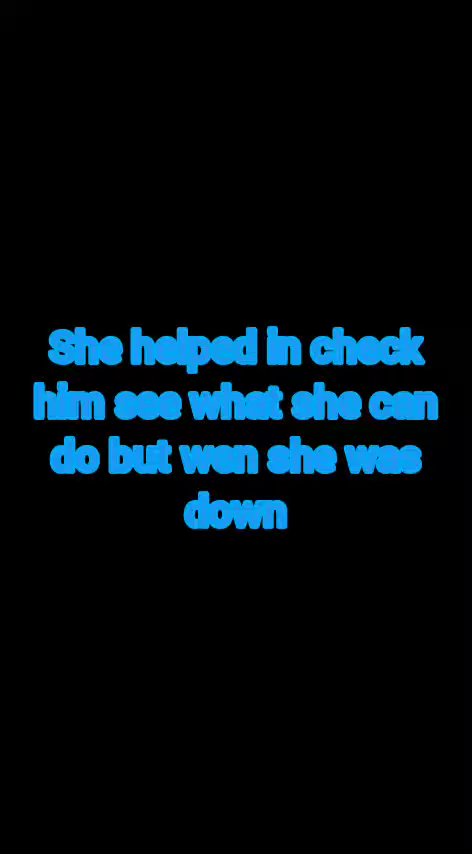 She helped in check
him see what she can
do but wen she was
down